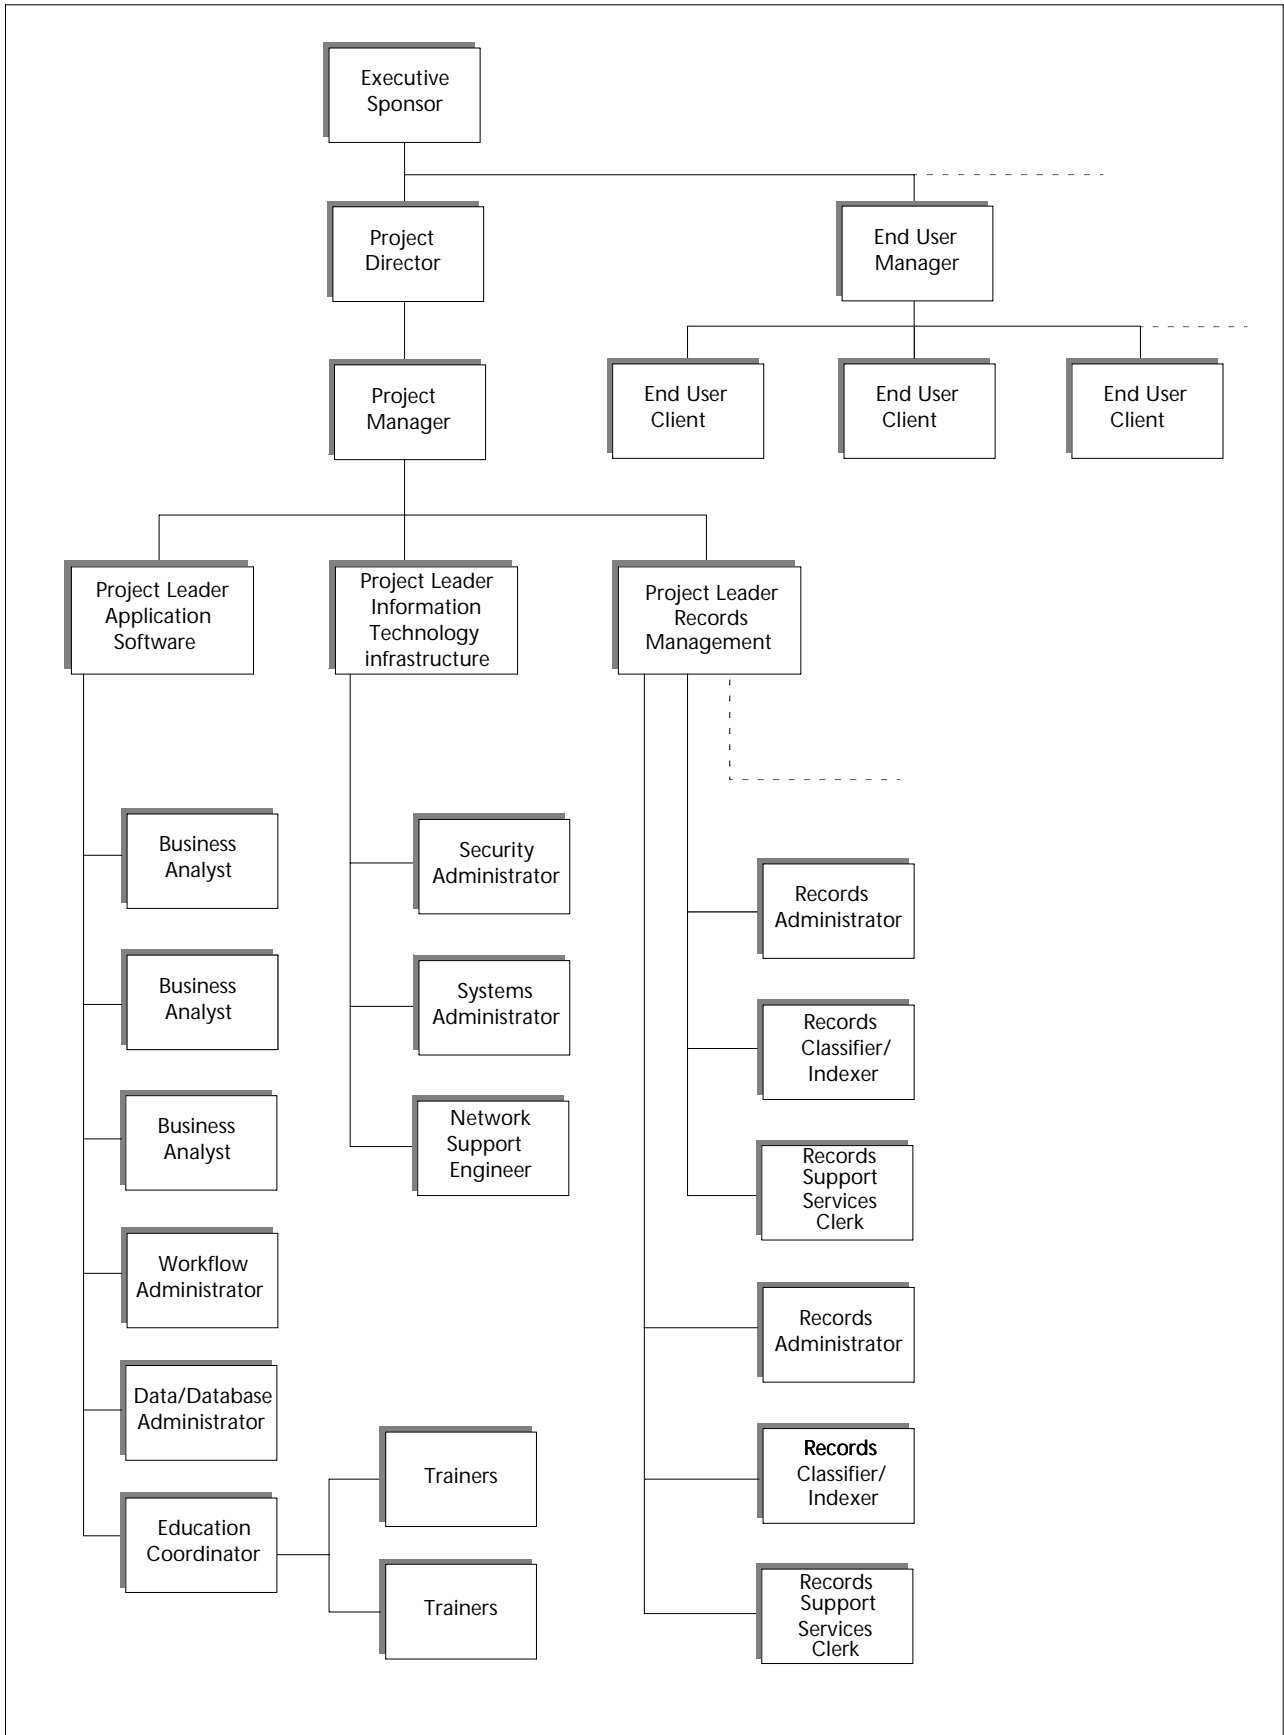 Executive
Sponsor
Project
Director
End User
Manager
Project
Manager
End User
Client
End User
Client
End User
Client
Project Leader
Application
Software
Project Leader
Information
Technology
infrastructure
Project Leader
Records
Management
Business
Analyst
Business
Analyst
Business
Analyst
Workflow
Administrator
Data/Database
Administrator
Education
Coordinator
Trainers
Trainers
Security
Administrator
Systems
Administrator
Network
Support
Engineer
Records
Administrator
Records
Classifier/
Indexer
Records
Support
Services
Clerk
Records
Administrator
Records
Classifier/
Indexer
Records
Support
Services
Clerk